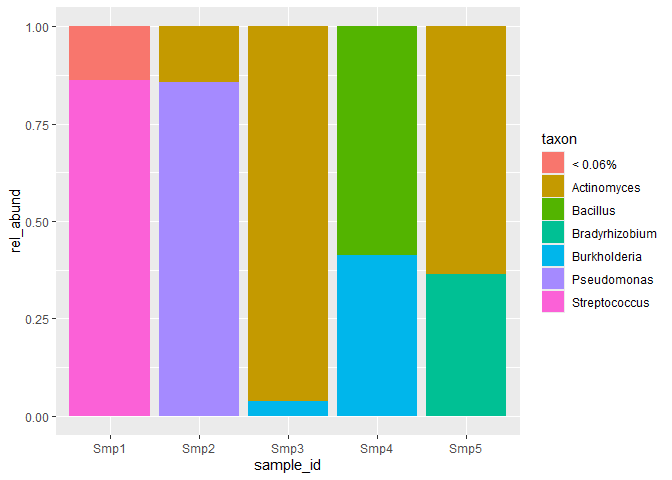 1.00
0.75
0.50
0.25
0.00
rel_abund
Smp1 Smp2 Smp3 Smp4 Smp5
sample_id
taxon
< 0.06%
Actinomyces
Bacillus
Bradyrhizobium
Burkholderia
Pseudomonas
Streptococcus